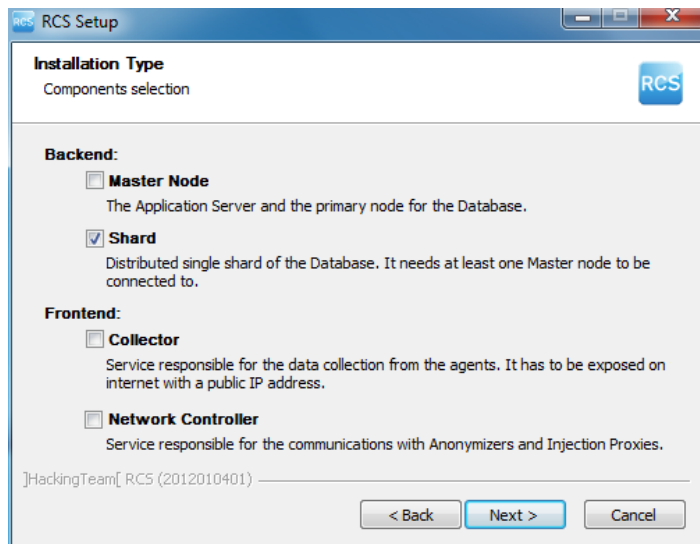 RCS RCS Setup
Installation Type
Components selection
RCS
Backend:
Master Node
The Application Server and the primary node for the Database.
Shard
Distributed single shard of the Database. It needs at least one Master node to be
connected to.
Frontend:
Collector
Service responsible for the data collection from the agents. It has to be exposed on
internet with a public IP address.
Network Controller
Service responsible for the communications with Anonymizers and Injection Proxies.
]HackingTeam[ RCS (2012010401)
< Back Next > Cancel